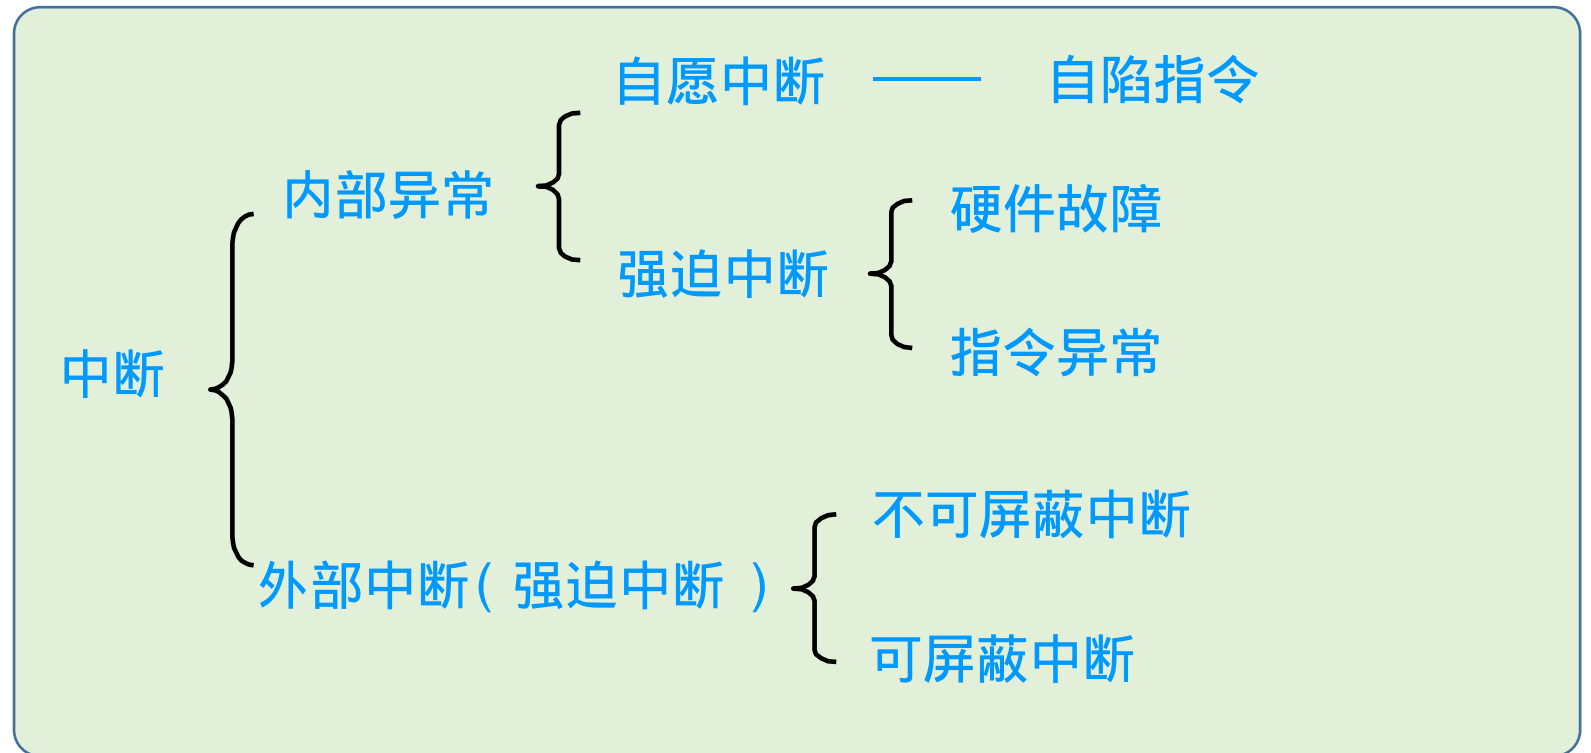 自愿中断 —— 自陷指令
内部异常
硬件故障
强迫中断
指令异常
中断
不可屏蔽中断
外部中断( 强迫中断 )
可屏蔽中断